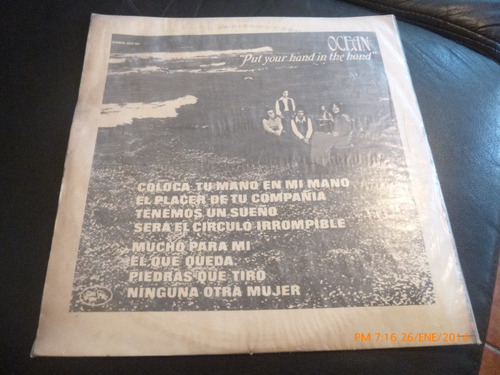 OCEAN
"Put your hand in the hand"
COLOCA TU MANO EN MI MANO
EL PLACER DE TU COMPAÑIA
TENEMOS UN SUEÑO
SERA EL CIRCULO IRROMPIBLE
MUCHO PARA MI
EL QUE QUEDA
PIEDRAS QUE TIRO
NINGUNA OTRA MUJER
PM 7:16 26/ENE/201